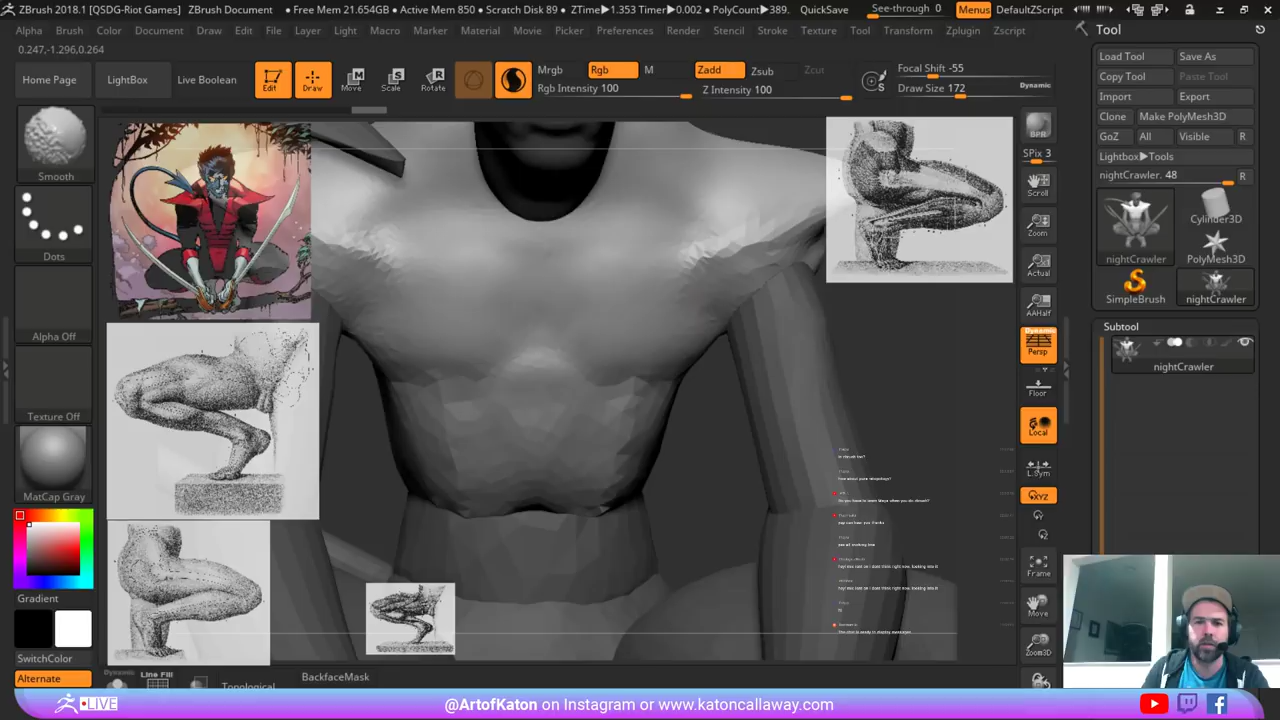 ZBrush 2018.1 [QSDG-Riot Games] ZBrush Document • Free Mem 21.654GB • Active Mem 850 • Scratch Disk 89 • ZTime▶1.353 Timer▶0.002 • PolyCount▶389. QuickSave See-through 0 Menus DefaultZScript
Alpha Brush Color Document Draw Edit File Layer Light Macro Marker Material Movie Picker Preferences Render Stencil Stroke Texture Tool Transform Zplugin Zscript
0.247,-1.296,0.264
Home Page LightBox Live Boolean Edit Draw Move Scale Rotate
Mrgb Rgb M Zadd Zsub Zcut
Rgb Intensity 100 Z Intensity 100
Focal Shift -55
Draw Size 172 Dynamic
Smooth
Dots
Alpha Off
Texture Off
MatCap Gray
Gradient
SwitchColor
Alternate
Dynamic
Line Fill
Topological
BackfaceMask
BPR
SPix 3
Scroll
Zoom
Actual
AAHalf
Dynamic
Persp
Floor
Local
L.Sym
XYZ
Frame
Move
Zoom3D
Tool
Load Tool Save As
Copy Tool Paste Tool
Import Export
Clone Make PolyMesh3D
GoZ All Visible R
Lightbox▶Tools
nightCrawler. 48 R
nightCrawler Cylinder3D
PolyMesh3D
SimpleBrush nightCrawler
Subtool
nightCrawler
LIVE
@ArtofKaton on Instagram or www.katoncallaway.com